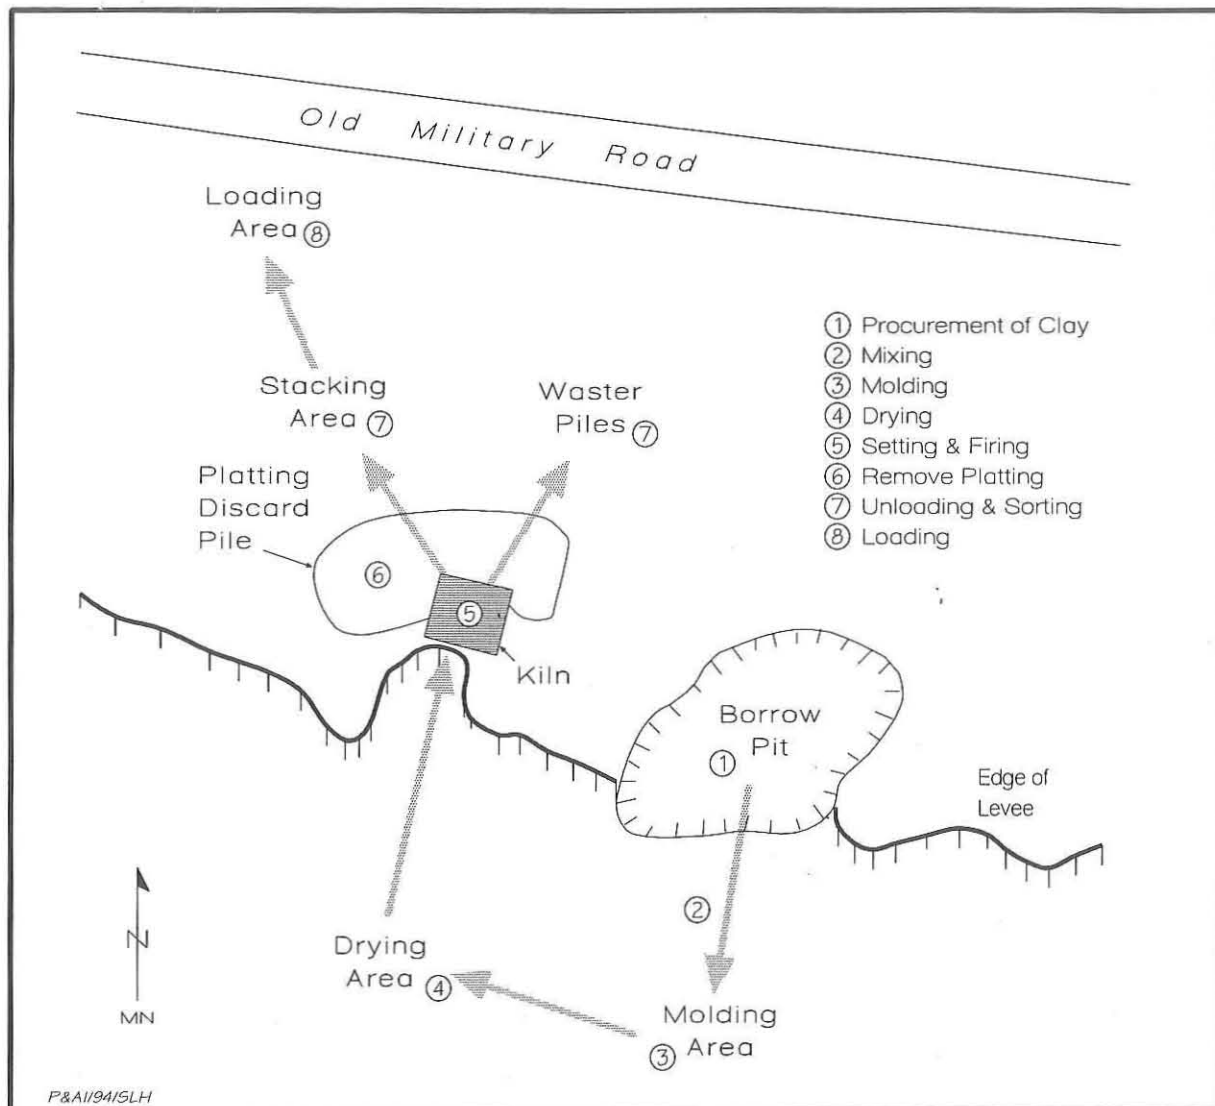 Old Military Road
Loading
Area ⑧
① Procurement of Clay
② Mixing
③ Molding
④ Drying
⑤ Setting & Firing
⑥ Remove Platting
⑦ Unloading & Sorting
⑧ Loading
Stacking
Area ⑦
Waster
Piles ⑦
Platting
Discard
Pile
⑥
⑤
Kiln
Borrow
Pit
①
Edge of
Levee
②
Drying
Area ④
Molding
③ Area
N
MN
P&AI/94/SLH